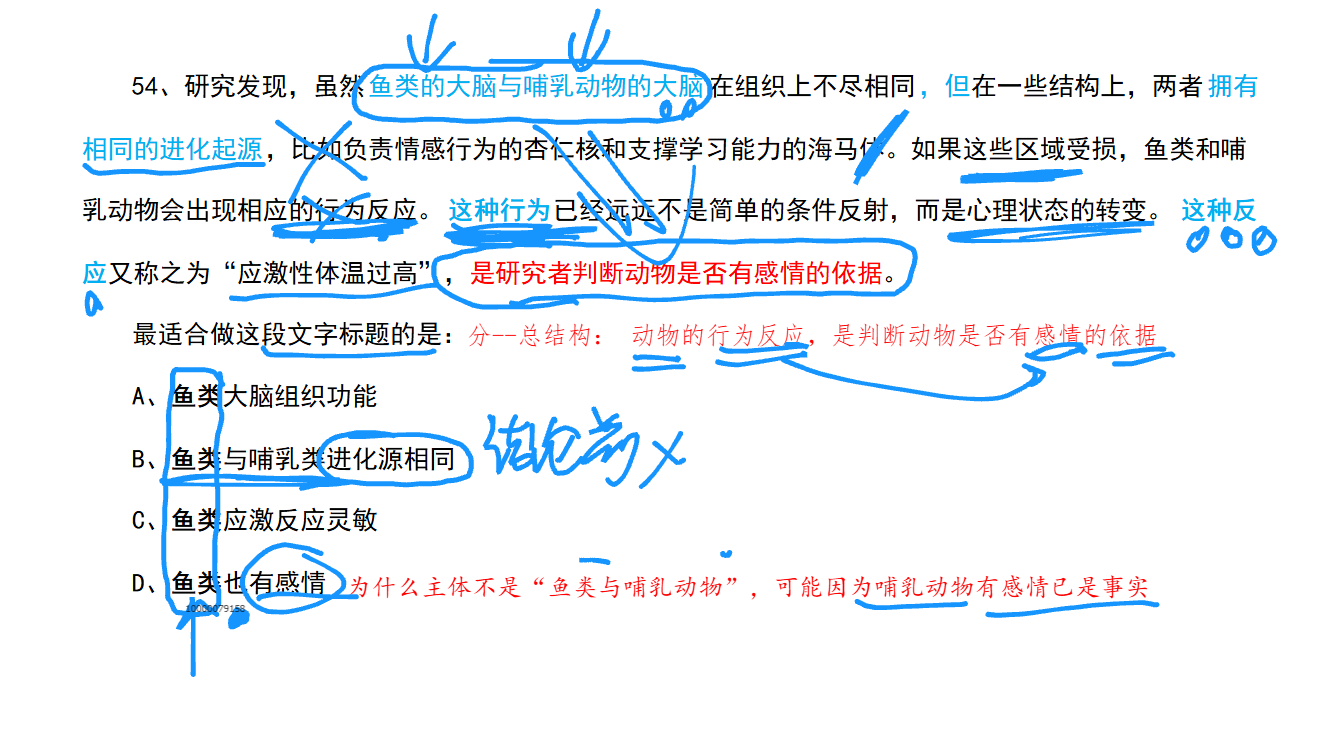 54、研究发现，虽然鱼类的大脑与哺乳动物的大脑在组织上不尽相同，但在一些结构上，两者拥有
相同的进化起源，比如负责情感行为的杏仁核和支撑学习能力的海马体。如果这些区域受损，鱼类和哺
乳动物会出现相应的行为反应。这种行为已经远远不是简单的条件反射，而是心理状态的转变。这种反
应又称之为“应激性体温过高”，是研究者判断动物是否有感情的依据。
最适合做这段文字标题的是：分--总结构： 动物的行为反应，是判断动物是否有感情的依据
A、鱼类大脑组织功能
B、鱼类与哺乳类进化源相同
C、鱼类应激反应灵敏
D、鱼类也有感情 为什么主体不是“鱼类与哺乳动物”，可能因为哺乳动物有感情已是事实
10000079158